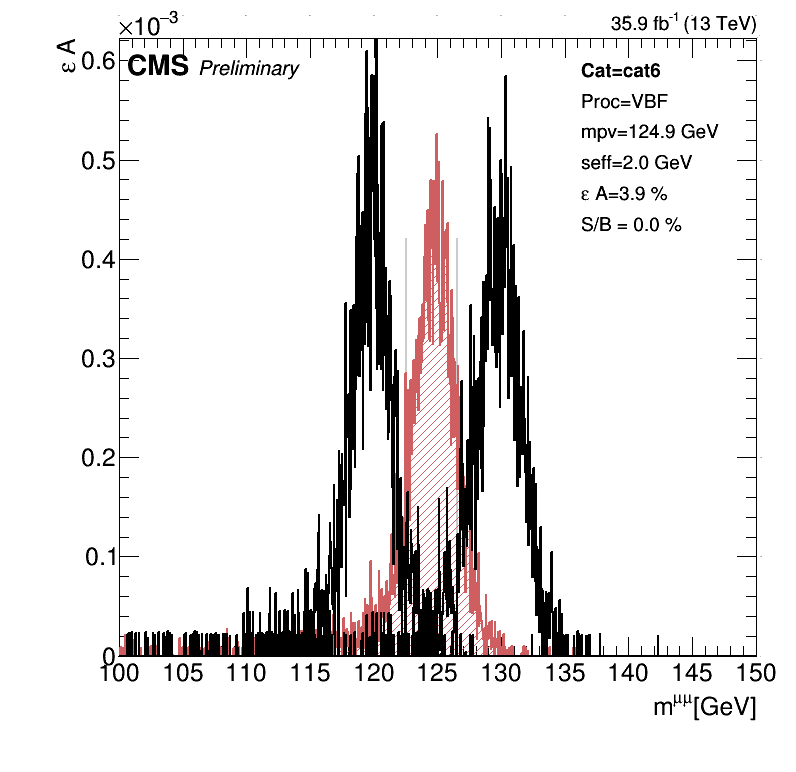 ×10⁻³
35.9 fb⁻¹ (13 TeV)
ε A
CMS Preliminary
Cat=cat6
Proc=VBF
mpv=124.9 GeV
seff=2.0 GeV
ε A=3.9 %
S/B = 0.0 %
0.6
0.5
0.4
0.3
0.2
0.1
0
100 105 110 115 120 125 130 135 140 145 150
m^μμ[GeV]